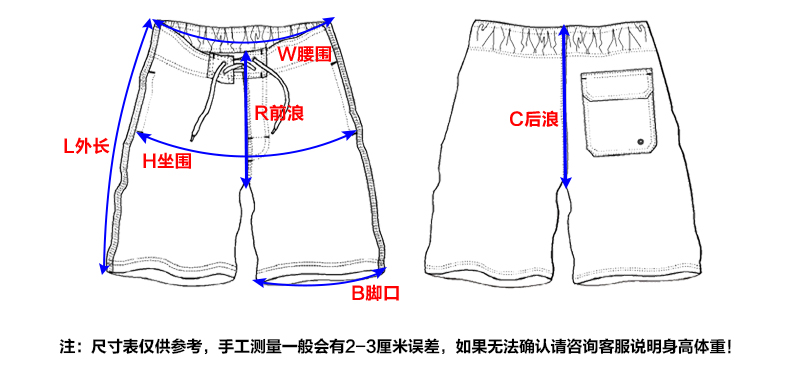 W腰围
R前浪
C后浪
L外长
H坐围
B脚口
注：尺寸表仅供参考，手工测量一般会有2-3厘米误差，如果无法确认请咨询客服说明身高体重！